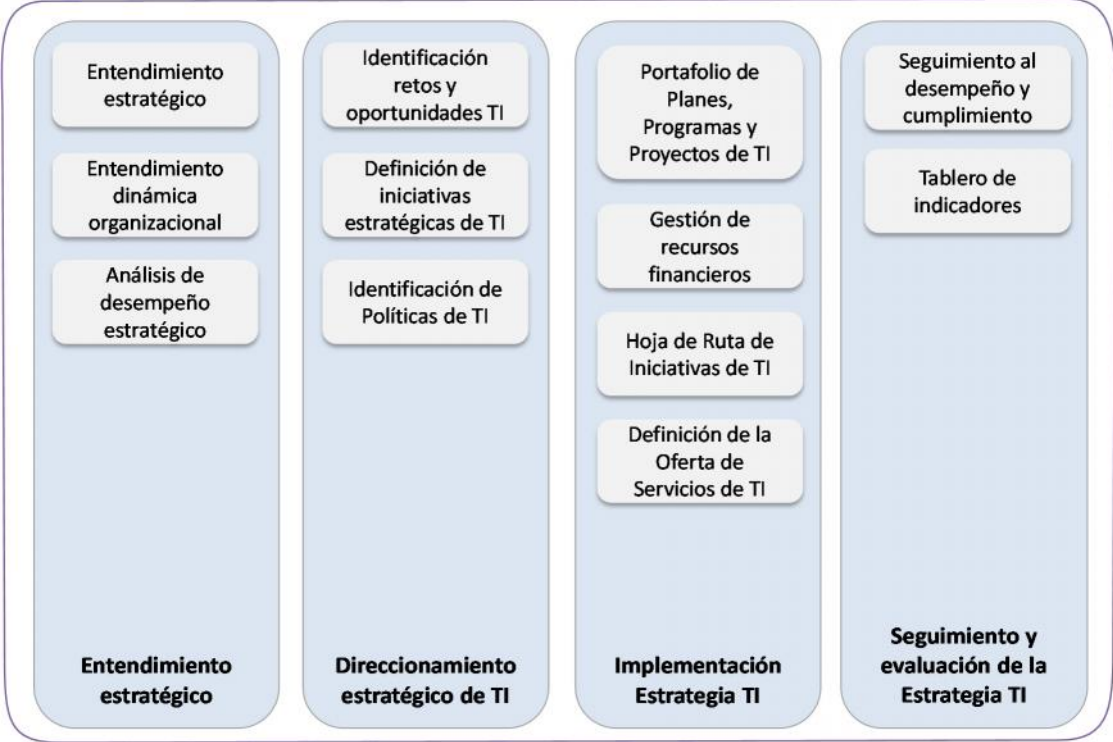 Entendimiento
estratégico
Entendimiento
dinámica
organizacional
Análisis de
desempeño
estratégico
Entendimiento
estratégico
Identificación
retos y
oportunidades TI
Definición de
iniciativas
estratégicas de TI
Identificación de
Políticas de TI
Direccionamiento
estratégico de TI
Portafolio de
Planes,
Programas y
Proyectos de TI
Gestión de
recursos
financieros
Hoja de Ruta de
Iniciativas de TI
Definición de la
Oferta de
Servicios de TI
Implementación
Estrategia TI
Seguimiento al
desempeño y
cumplimiento
Tablero de
indicadores
Seguimiento y
evaluación de la
Estrategia TI